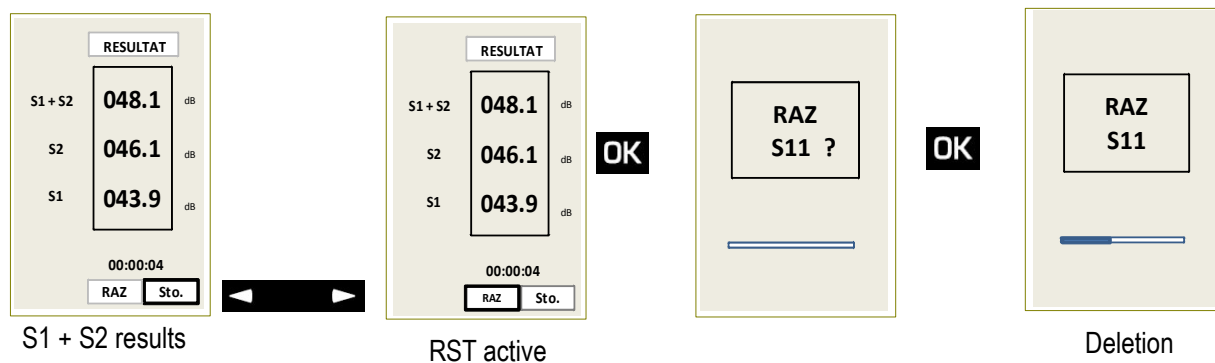 RESULTAT
S1 + S2 048.1 dB
S2 046.1 dB
S1 043.9 dB
00:00:04
RAZ Sto.
S1 + S2 results
RESULTAT
S1 + S2 048.1 dB
S2 046.1 dB
S1 043.9 dB
00:00:04
RAZ Sto.
RST active
OK
RAZ
S11 ?
OK
RAZ
S11
Deletion